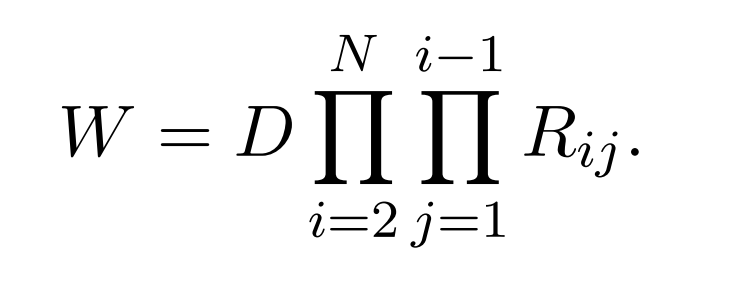 $$W = D \prod_{i=2}^{N} \prod_{j=1}^{i-1} R_{ij}.$$